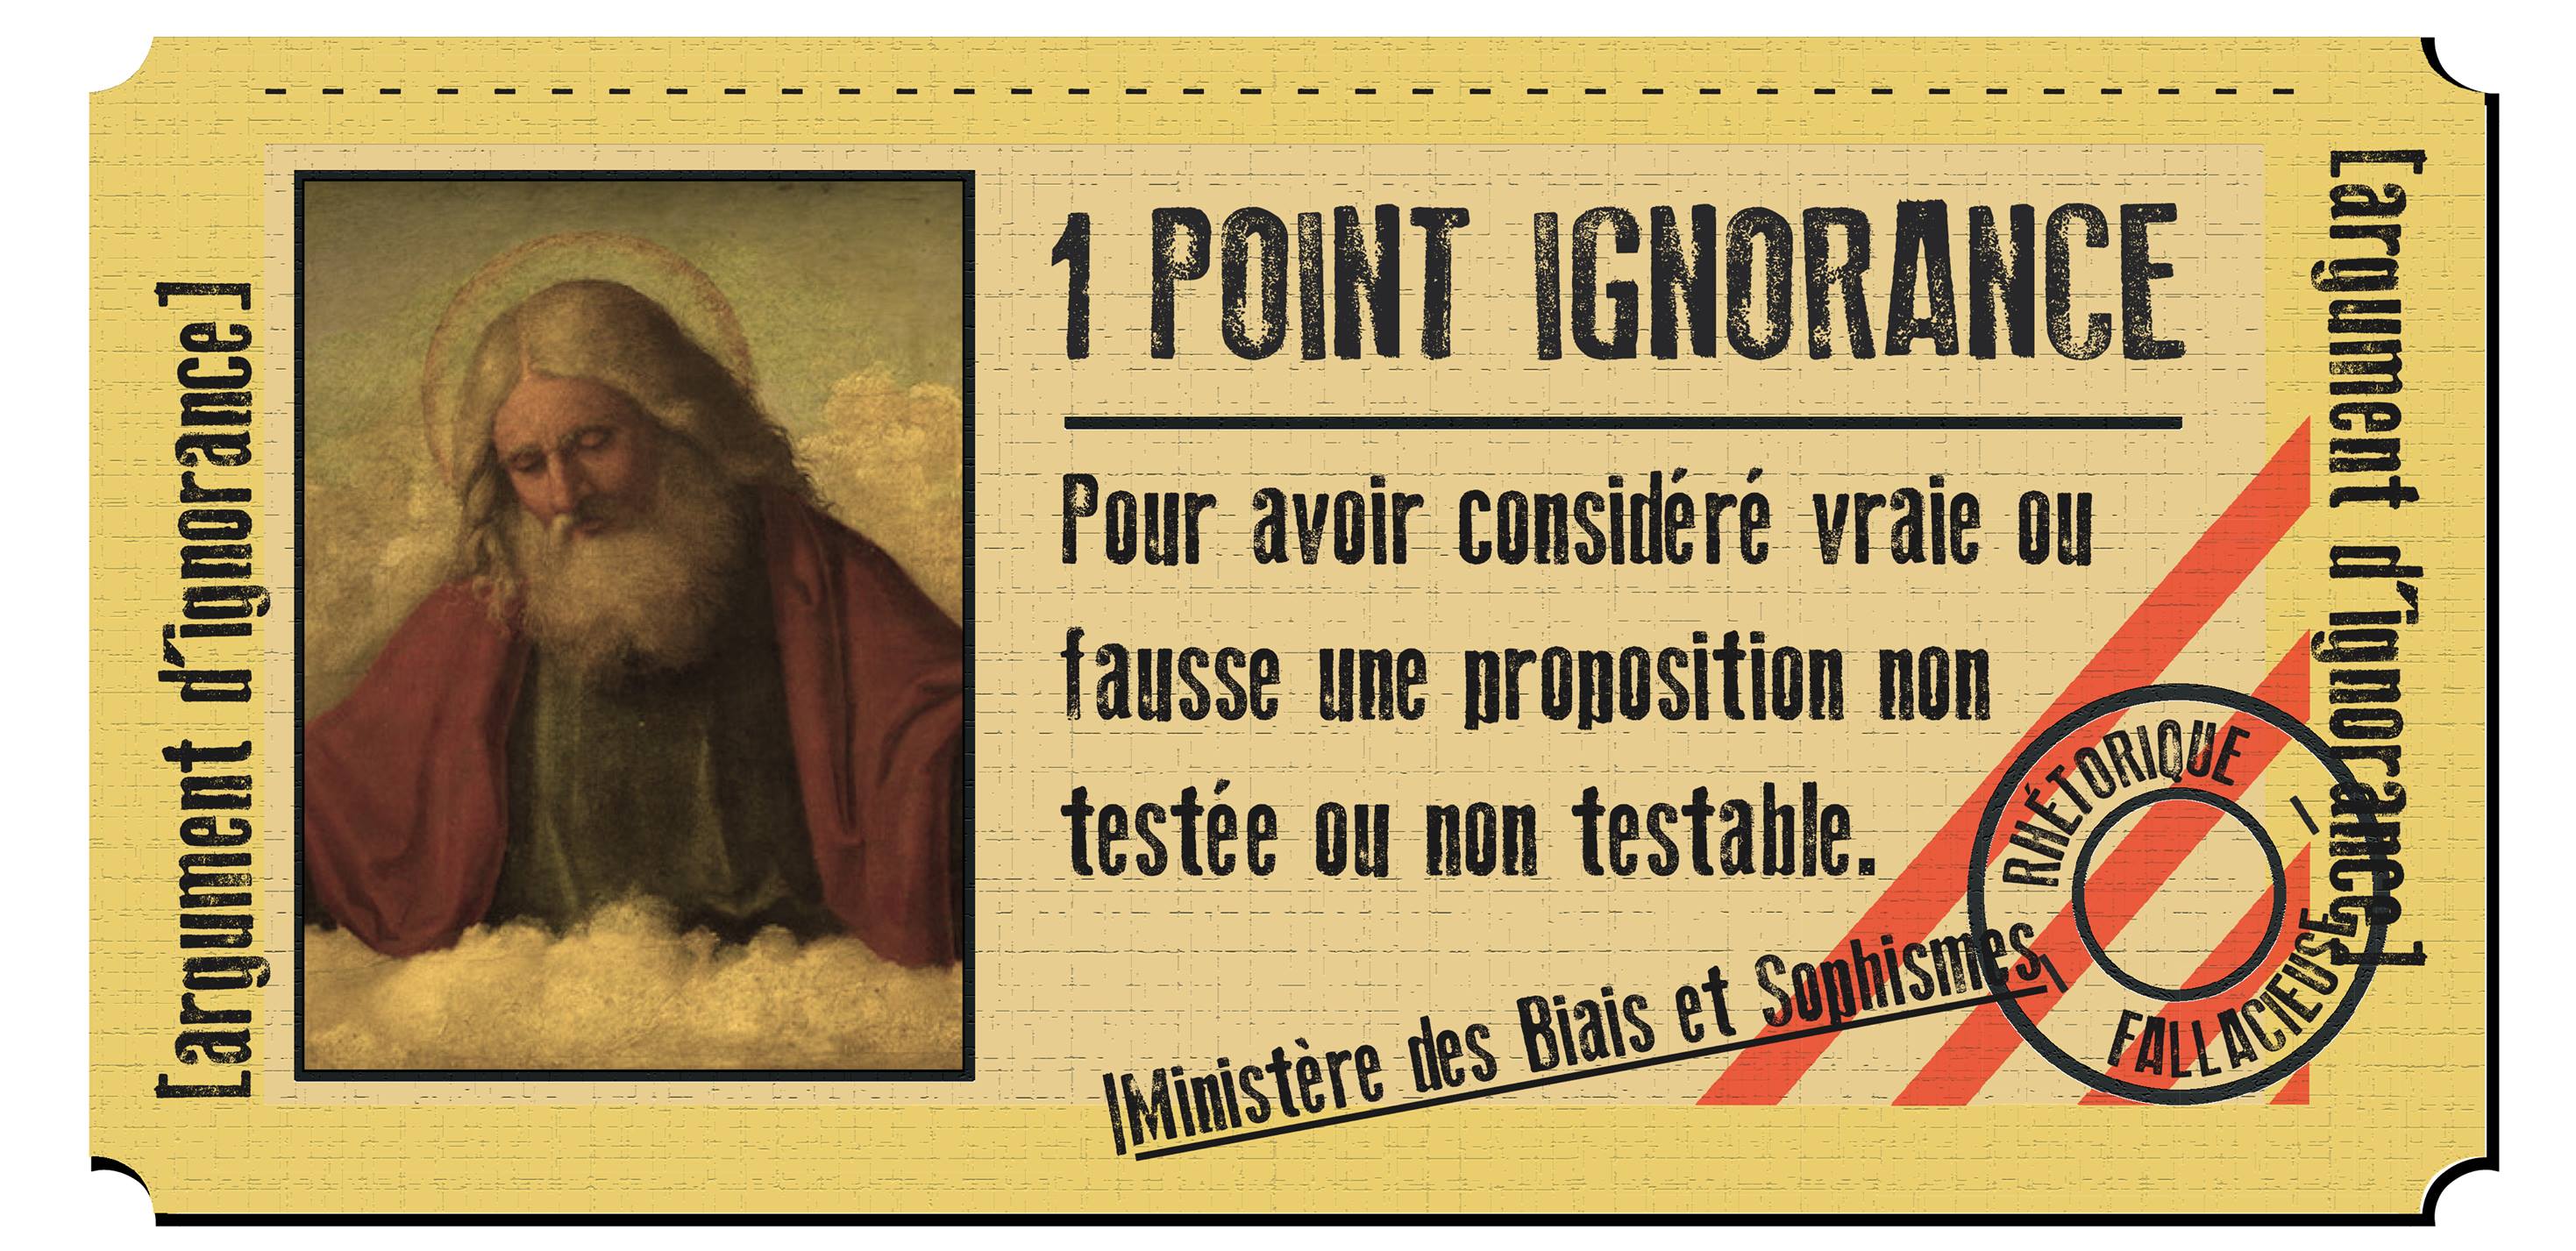 [argument d'ignorance]
1 POINT IGNORANCE
Pour avoir considéré vraie ou
fausse une proposition non
testée ou non testable.
|Ministère des Biais et Sophismes|
RHÉTORIQUE
FALLACIEUSE
[argument d'ignorance]